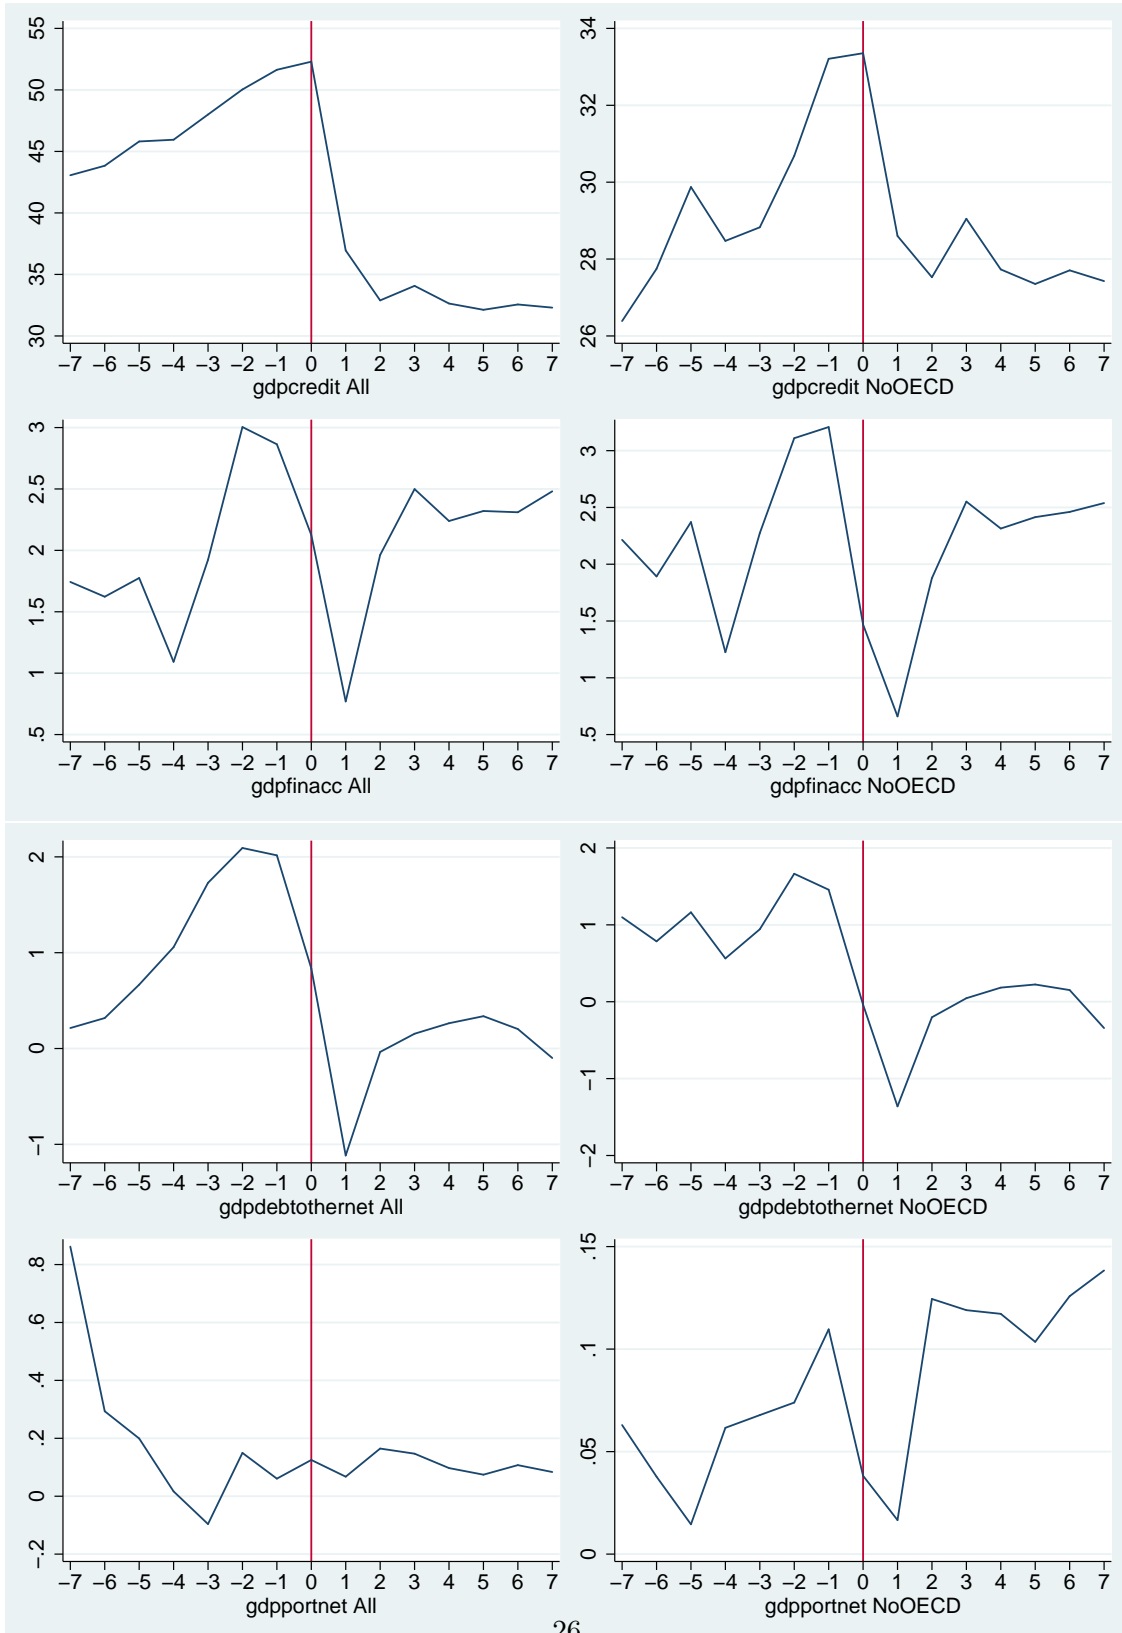 55
50
45
40
35
30
−7 −6 −5 −4 −3 −2 −1 0 1 2 3 4 5 6 7
gdpcredit All
34
32
30
28
26
−7 −6 −5 −4 −3 −2 −1 0 1 2 3 4 5 6 7
gdpcredit NoOECD
3
2.5
2
1.5
1
.5
−7 −6 −5 −4 −3 −2 −1 0 1 2 3 4 5 6 7
gdpfinacc All
3
2.5
2
1.5
1
.5
−7 −6 −5 −4 −3 −2 −1 0 1 2 3 4 5 6 7
gdpfinacc NoOECD
2
1
0
−1
−7 −6 −5 −4 −3 −2 −1 0 1 2 3 4 5 6 7
gdpdebtothernet All
2
1
0
−1
−2
−7 −6 −5 −4 −3 −2 −1 0 1 2 3 4 5 6 7
gdpdebtothernet NoOECD
.8
.6
.4
.2
0
−.2
−7 −6 −5 −4 −3 −2 −1 0 1 2 3 4 5 6 7
gdpportnet All
.15
.1
.05
0
−7 −6 −5 −4 −3 −2 −1 0 1 2 3 4 5 6 7
gdpportnet NoOECD
26